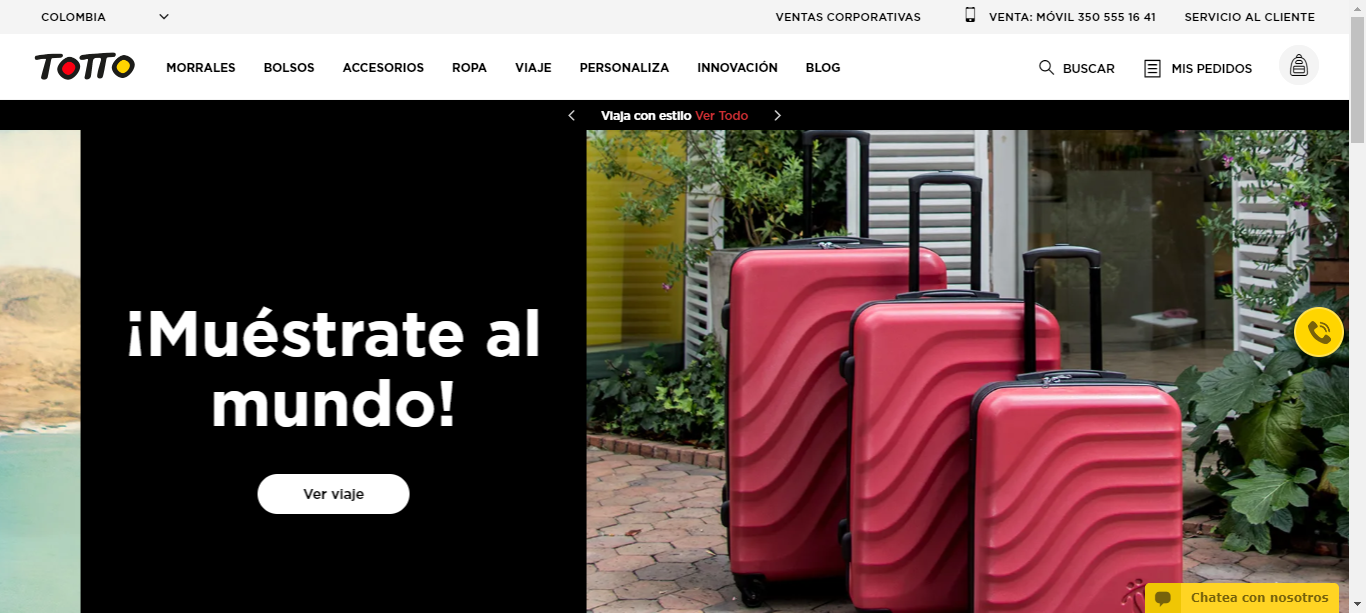 COLOMBIA
VENTAS CORPORATIVAS
VENTA: MÓVIL 350 555 16 41
SERVICIO AL CLIENTE
TOTTO
MORRALES
BOLSOS
ACCESORIOS
ROPA
VIAJE
PERSONALIZA
INNOVACIÓN
BLOG
BUSCAR
MIS PEDIDOS
Viaja con estilo Ver Todo
¡Muéstrate al
mundo!
Ver viaje
Chatea con nosotros